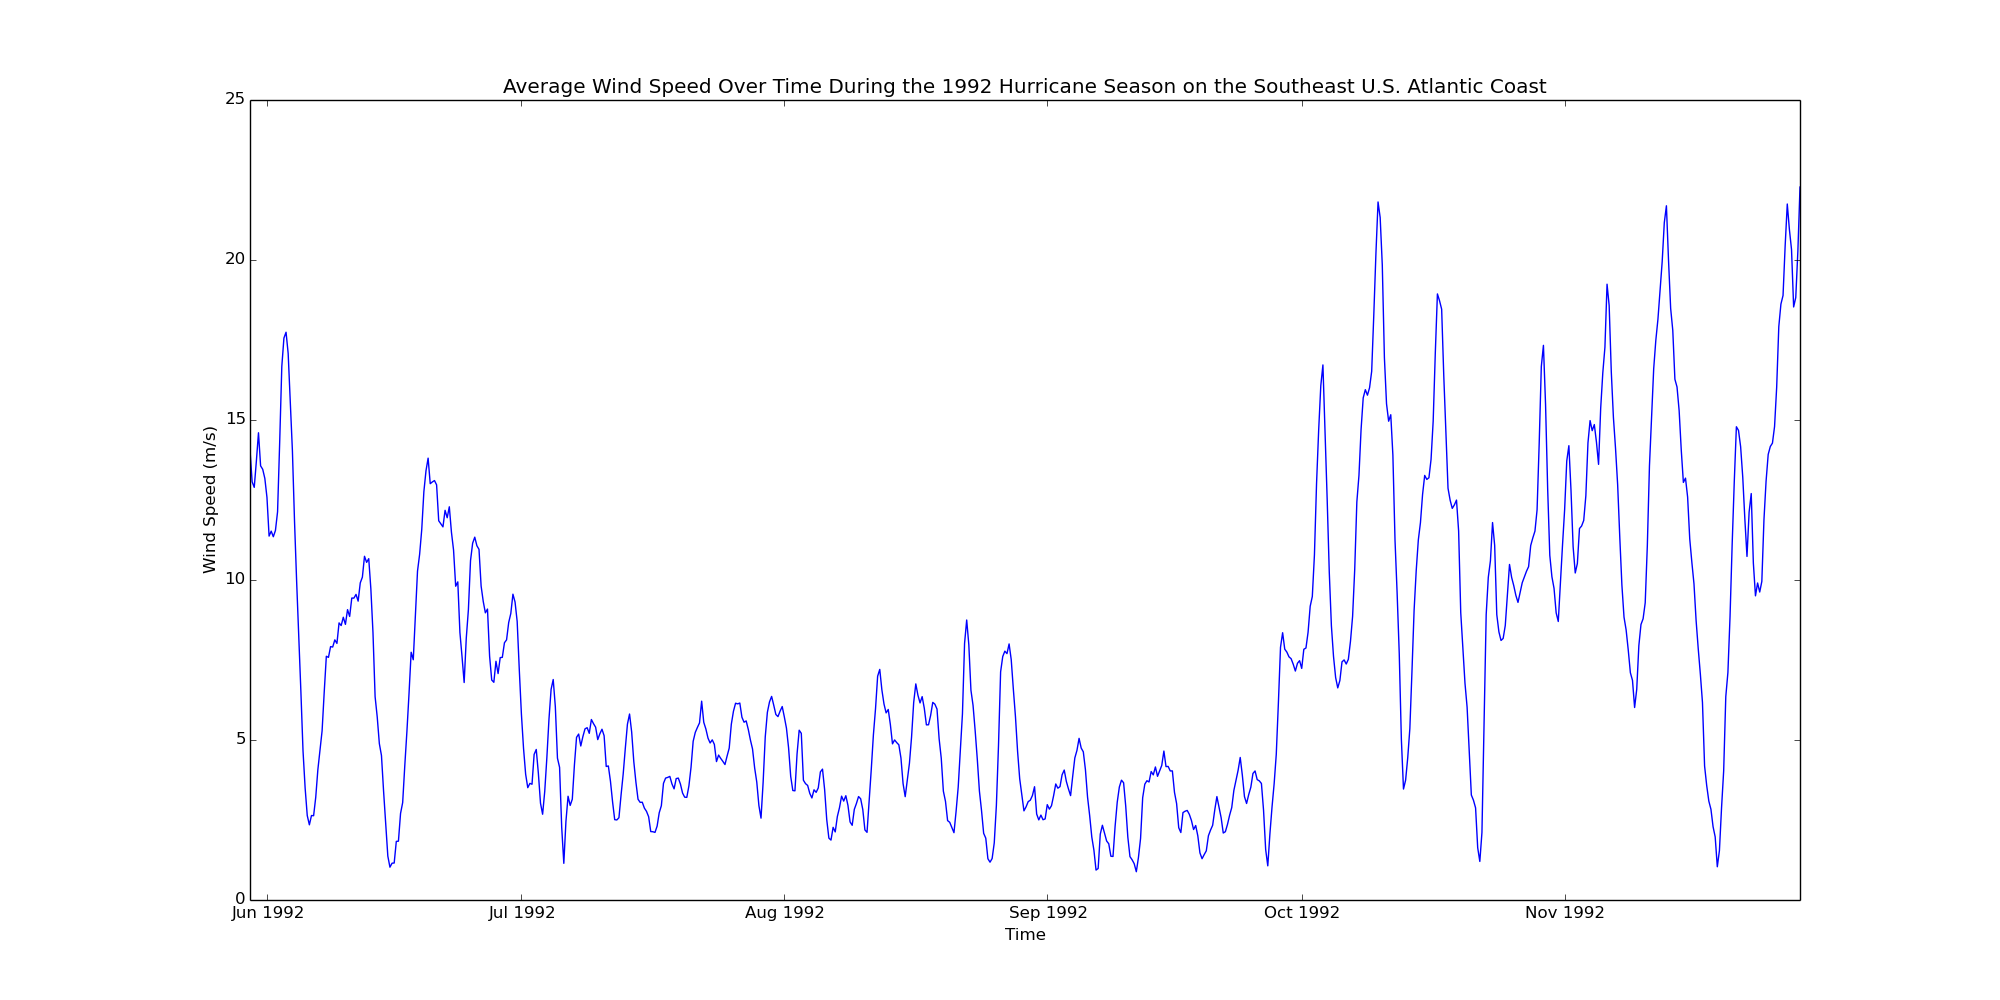 Average Wind Speed Over Time During the 1992 Hurricane Season on the Southeast U.S. Atlantic Coast
25
20
15
10
5
0
Wind Speed (m/s)
Jun 1992 Jul 1992 Aug 1992 Sep 1992 Oct 1992 Nov 1992
Time